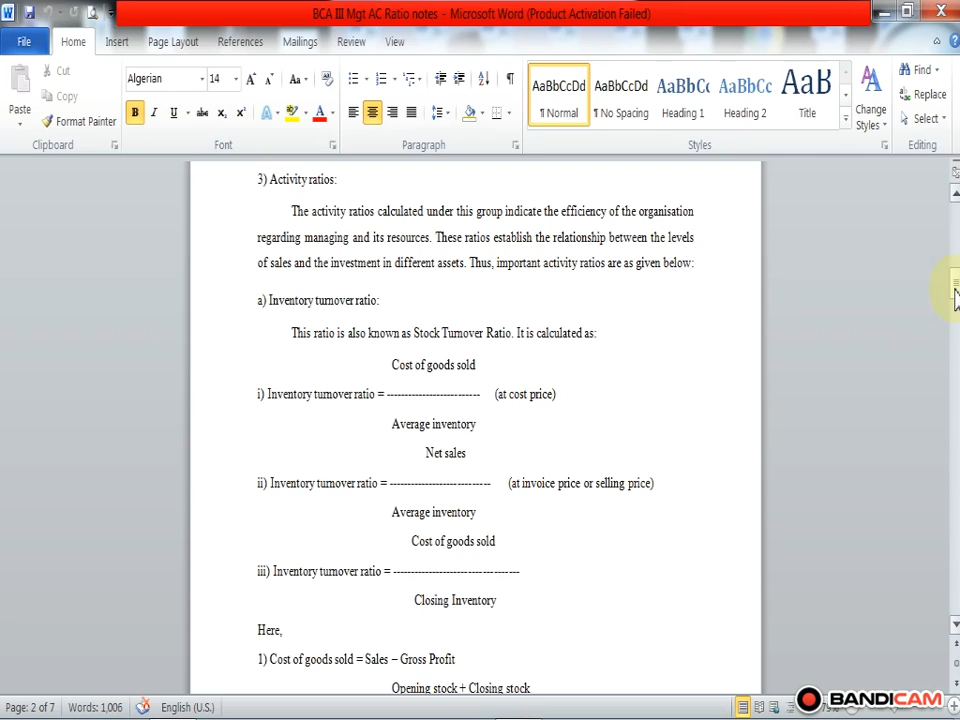 BCA III Mgt AC Ratio notes - Microsoft Word (Product Activation Failed)
File Home Insert Page Layout References Mailings Review View
Paste Cut Copy Format Painter
Algerian 14
AaBbCcDd AaBbCcDd AaBbCc AaBbCc AaB
¶ Normal ¶ No Spacing Heading 1 Heading 2 Title
Change Styles
Find Replace Select
Clipboard Font Paragraph Styles Editing
3) Activity ratios:
The activity ratios calculated under this group indicate the efficiency of the organisation
regarding managing and its resources. These ratios establish the relationship between the levels
of sales and the investment in different assets. Thus, important activity ratios are as given below:
a) Inventory turnover ratio:
This ratio is also known as Stock Turnover Ratio. It is calculated as:
Cost of goods sold
i) Inventory turnover ratio = -------------------------- (at cost price)
Average inventory
Net sales
ii) Inventory turnover ratio = ---------------------------- (at invoice price or selling price)
Average inventory
Cost of goods sold
iii) Inventory turnover ratio = -----------------------------------
Closing Inventory
Here,
1) Cost of goods sold = Sales – Gross Profit
Opening stock + Closing stock
Page: 2 of 7 Words: 1,006 English (U.S.)
BANDICAM